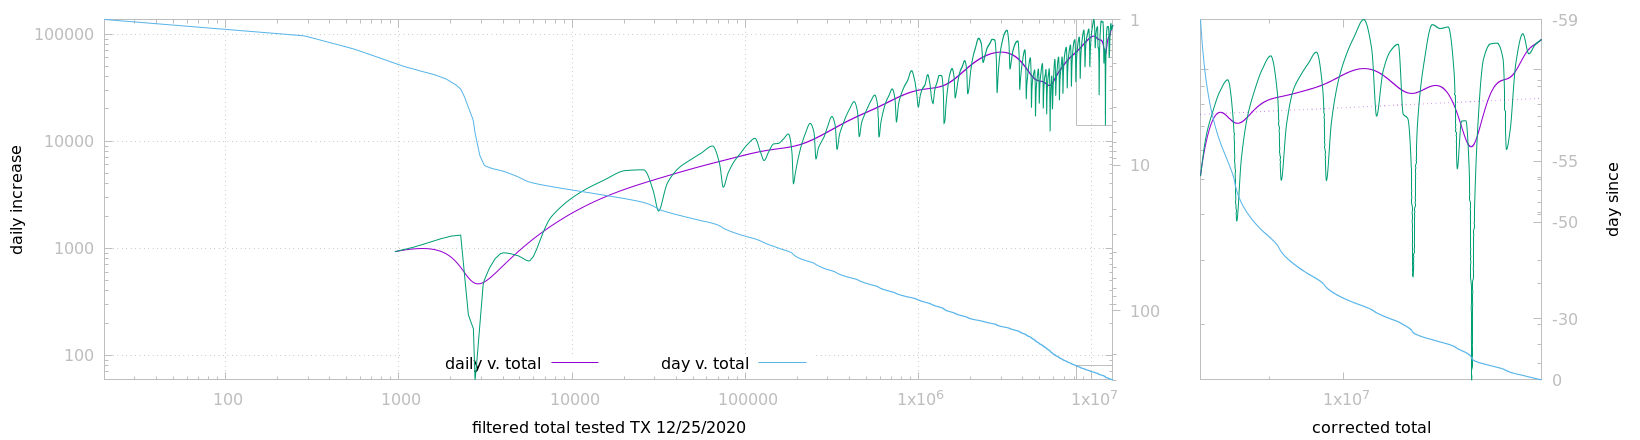 100000
10000
1000
100
daily increase
daily v. total
day v. total
100
1000
10000
100000
1x10⁶
1x10⁷
filtered total tested TX 12/25/2020
1
10
100
1x10⁷
corrected total
-59
-55
-50
-30
0
day since